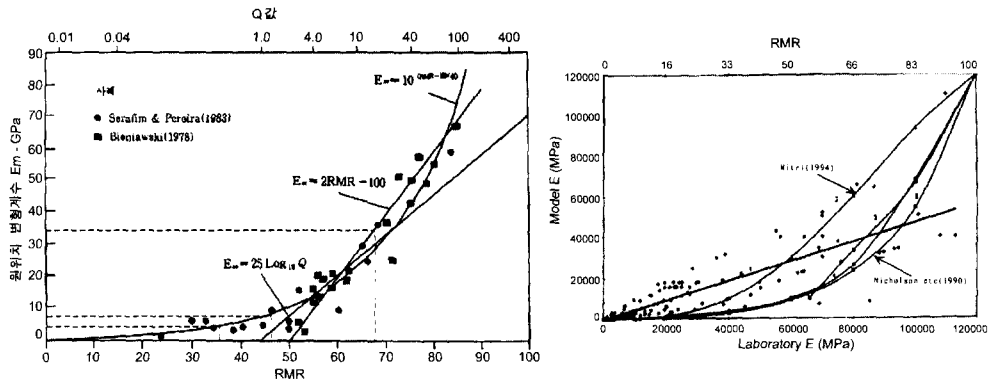 Q값
0.01 0.04 1.0 4.0 10 40 100 400
90
80
70
60
50
40
30
20
10
0
원위치 변형계수 Em - GPa
사례
Serafim & Pereira(1983)
Bieniawski(1978)
Eₘ = 2RMR - 100
Eₘ = 25 Log₁₀ Q
0 10 20 30 40 50 60 70 80 90 100
RMR
RMR
0 16 33 50 66 83 100
120000
100000
80000
60000
40000
20000
0
Model E (MPa)
Mitri(1994)
Nicholson etc(1990)
0 20000 40000 60000 80000 100000 120000
Laboratory E (MPa)